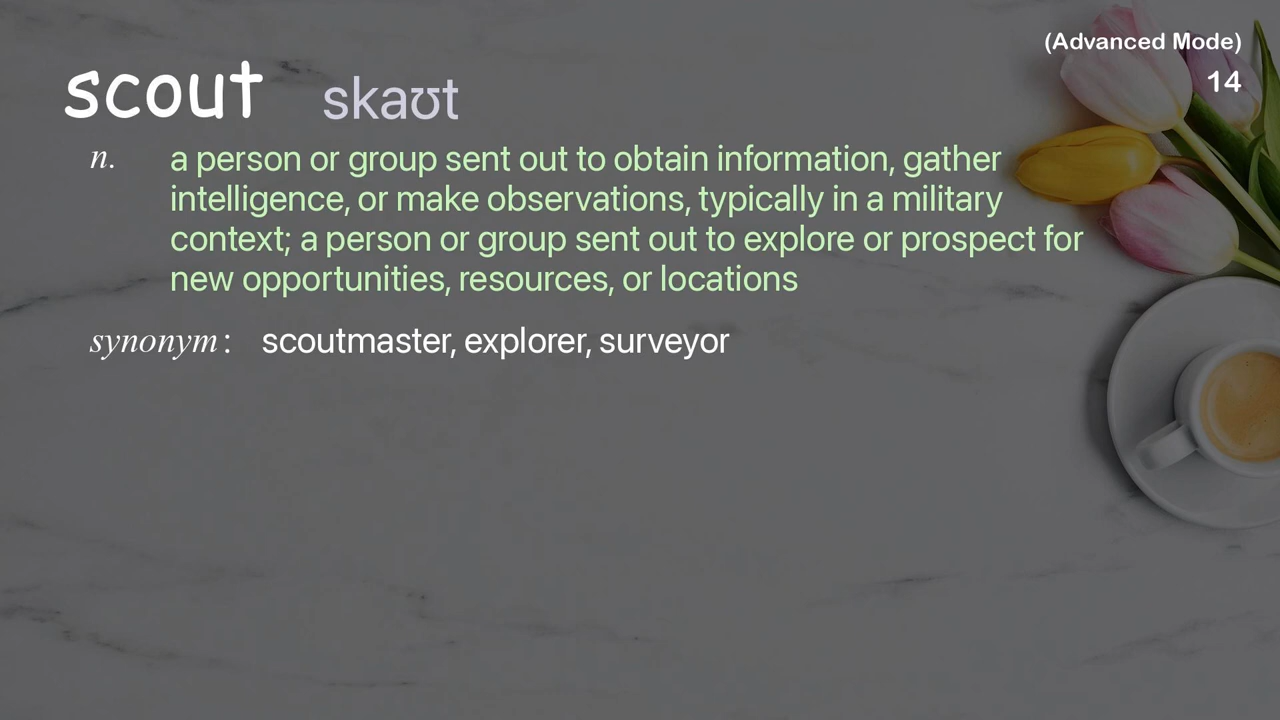 (Advanced Mode)
14
scout skaʊt
n. a person or group sent out to obtain information, gather
intelligence, or make observations, typically in a military
context; a person or group sent out to explore or prospect for
new opportunities, resources, or locations
synonym: scoutmaster, explorer, surveyor